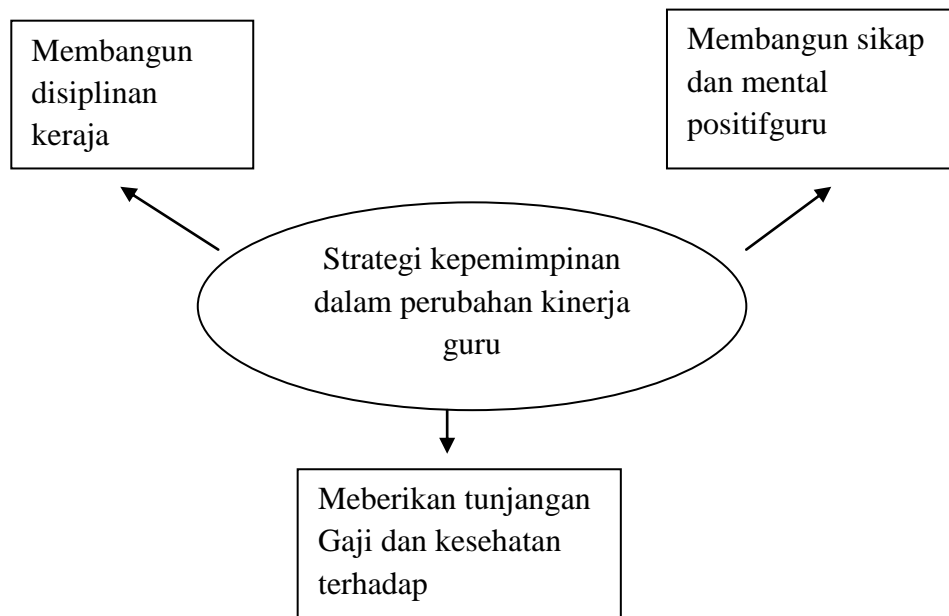 Membangun
disiplinan
keraja
Membangun sikap
dan mental
positifguru
Strategi kepemimpinan
dalam perubahan kinerja
guru
Meberikan tunjangan
Gaji dan kesehatan
terhadap